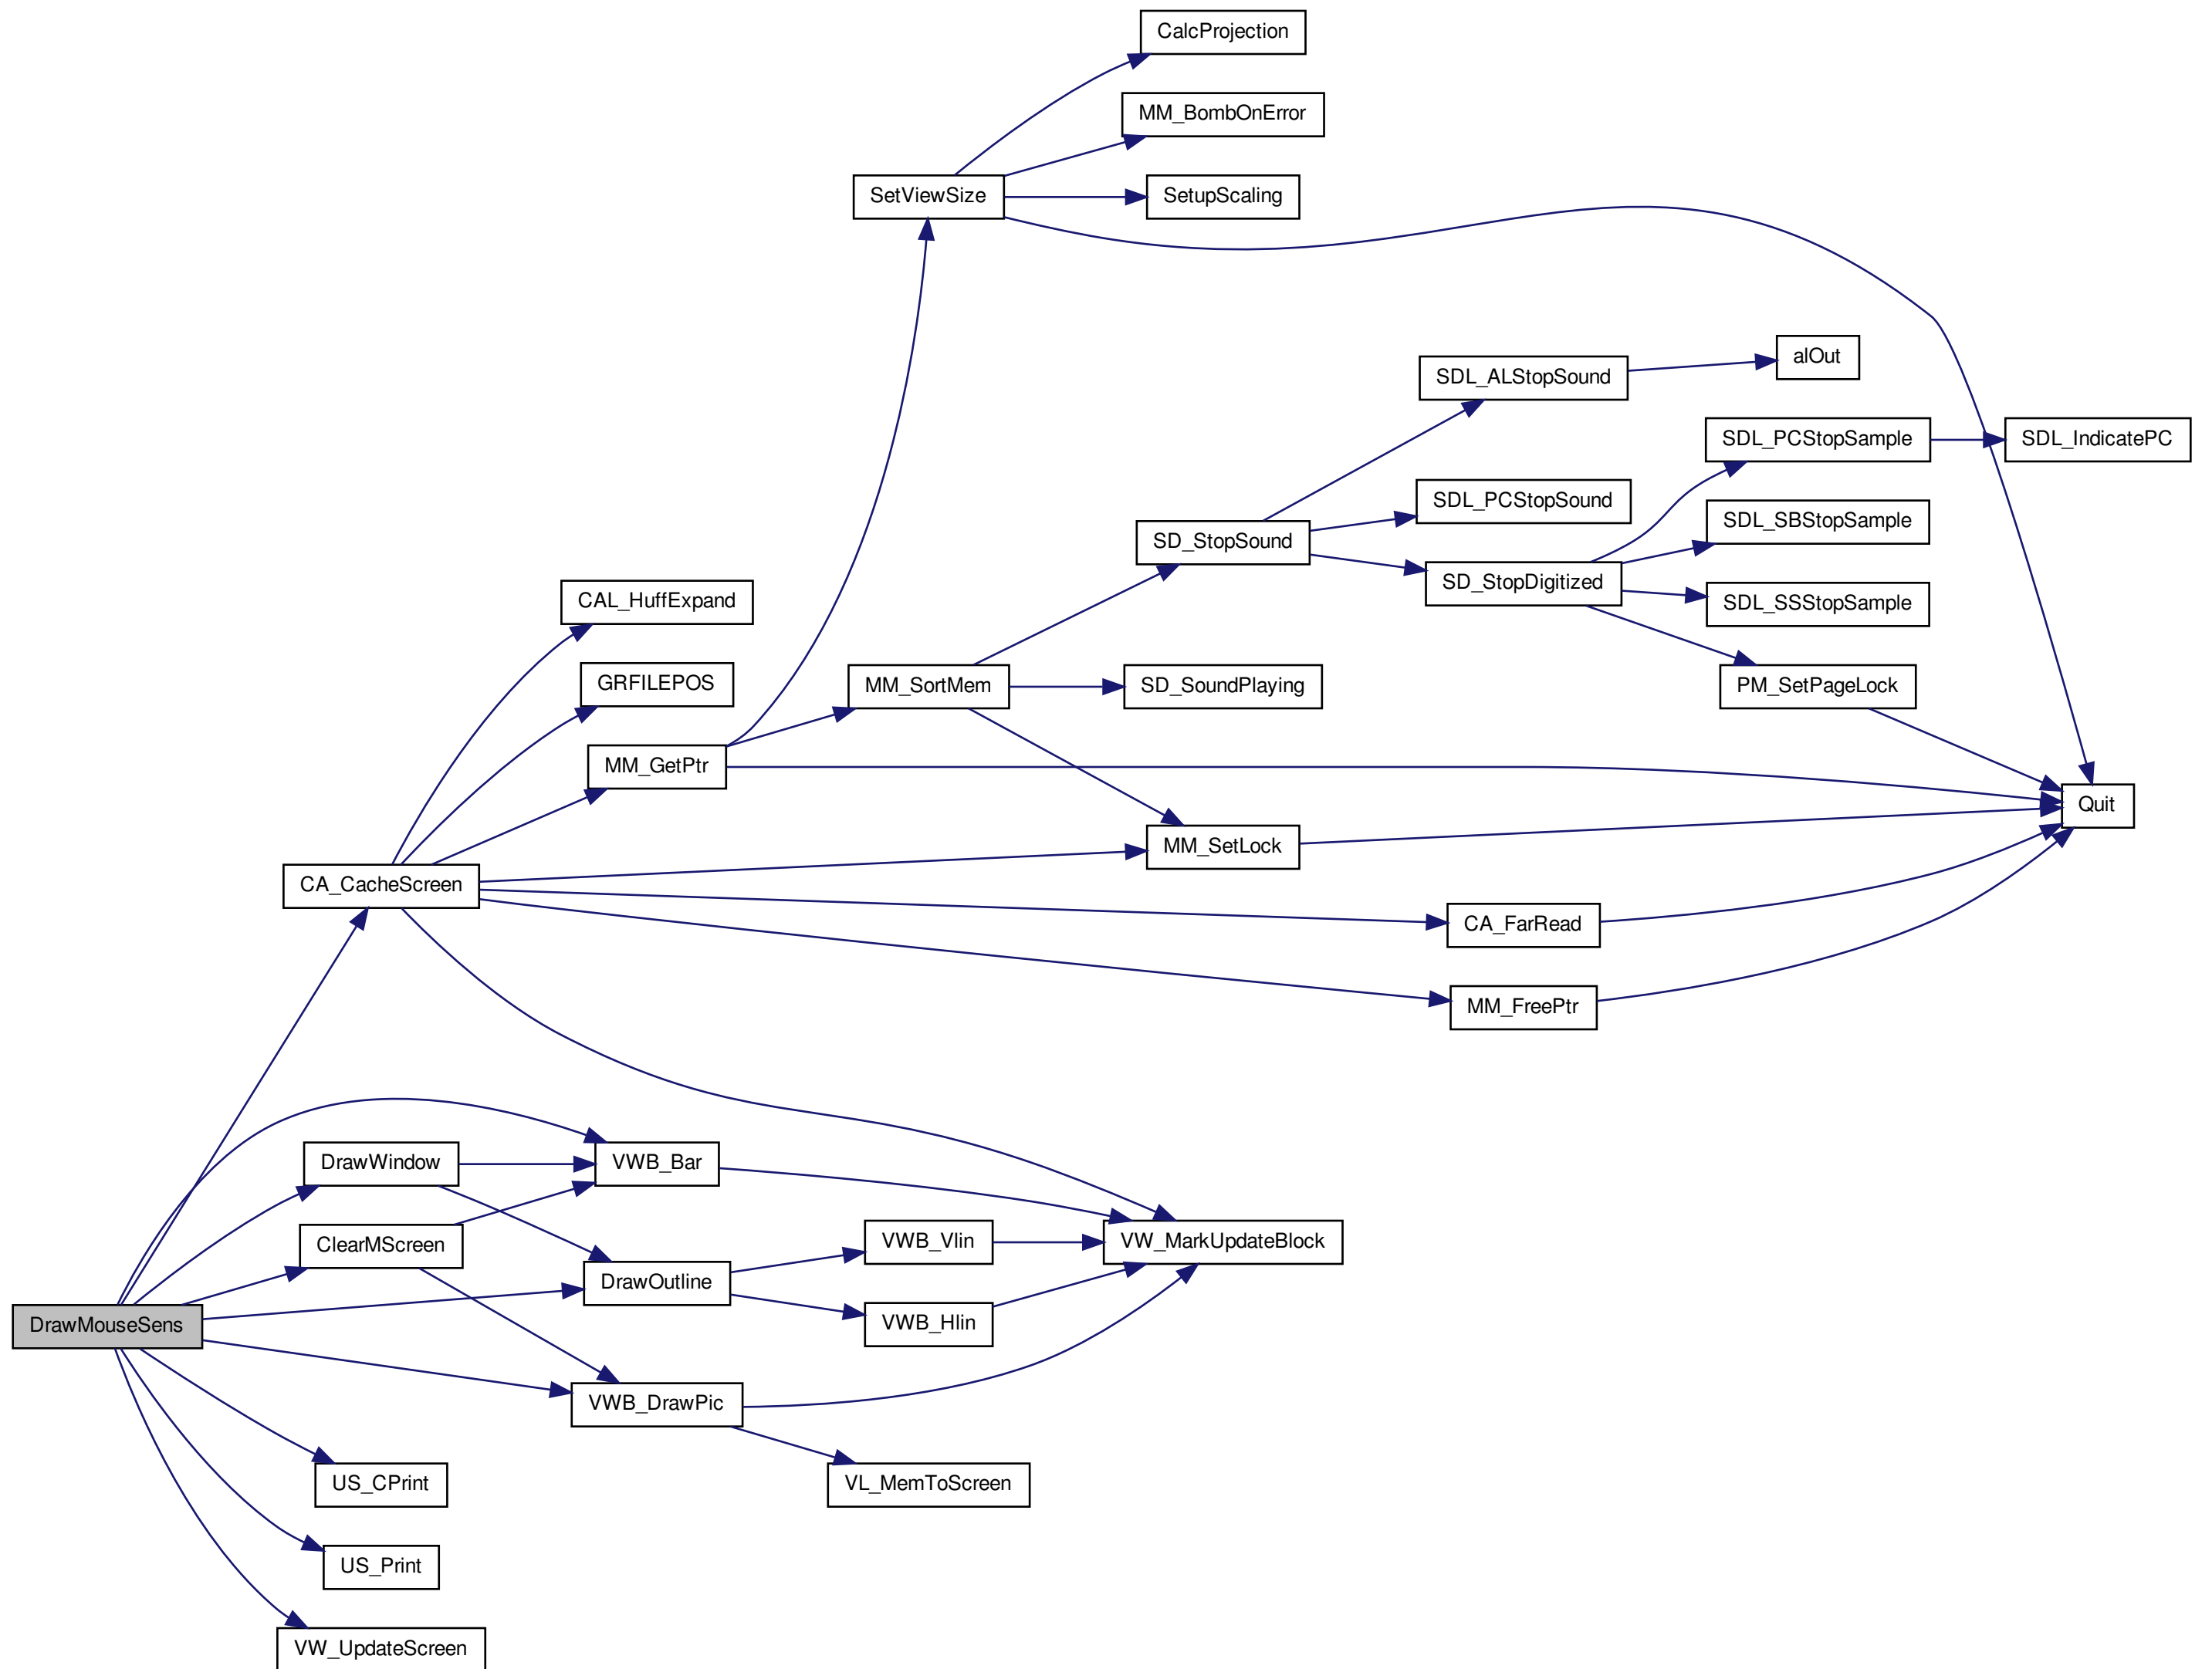 CalcProjection
MM_BombOnError
SetViewSize
SetupScaling
alOut
SDL_ALStopSound
SDL_PCStopSample
SDL_IndicatePC
SDL_PCStopSound
SDL_SBStopSample
SD_StopSound
SD_StopDigitized
SDL_SSStopSample
CAL_HuffExpand
GRFILEPOS
MM_SortMem
SD_SoundPlaying
PM_SetPageLock
MM_GetPtr
Quit
MM_SetLock
CA_CacheScreen
CA_FarRead
MM_FreePtr
DrawWindow
VWB_Bar
ClearMScreen
VWB_Vlin
VW_MarkUpdateBlock
DrawOutline
DrawMouseSens
VWB_Hlin
VWB_DrawPic
US_CPrint
VL_MemToScreen
US_Print
VW_UpdateScreen